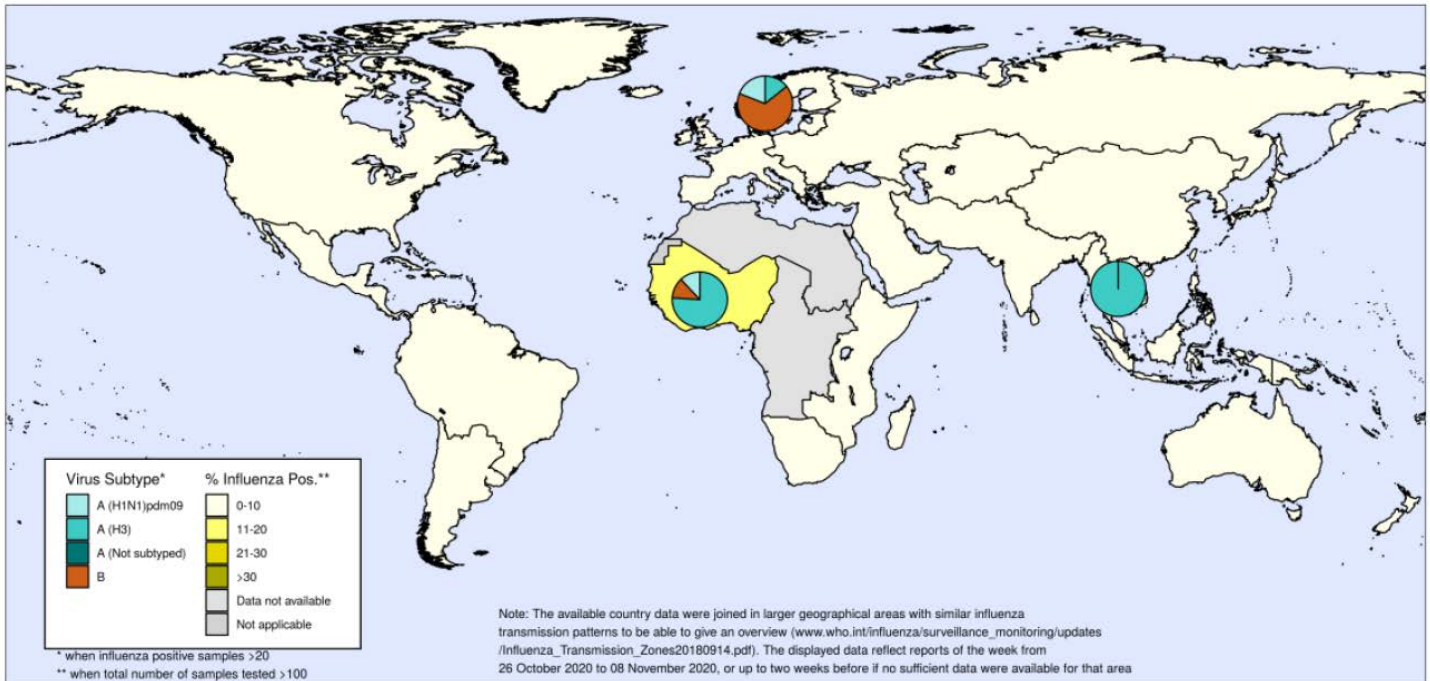 Virus Subtype*
A (H1N1)pdm09
A (H3)
A (Not subtyped)
B
% Influenza Pos.**
0-10
11-20
21-30
>30
Data not available
Not applicable
* when influenza positive samples >20
** when total number of samples tested >100
Note: The available country data were joined in larger geographical areas with similar influenza
transmission patterns to be able to give an overview (www.who.int/influenza/surveillance_monitoring/updates
/Influenza_Transmission_Zones20180914.pdf). The displayed data reflect reports of the week from
26 October 2020 to 08 November 2020, or up to two weeks before if no sufficient data were available for that area